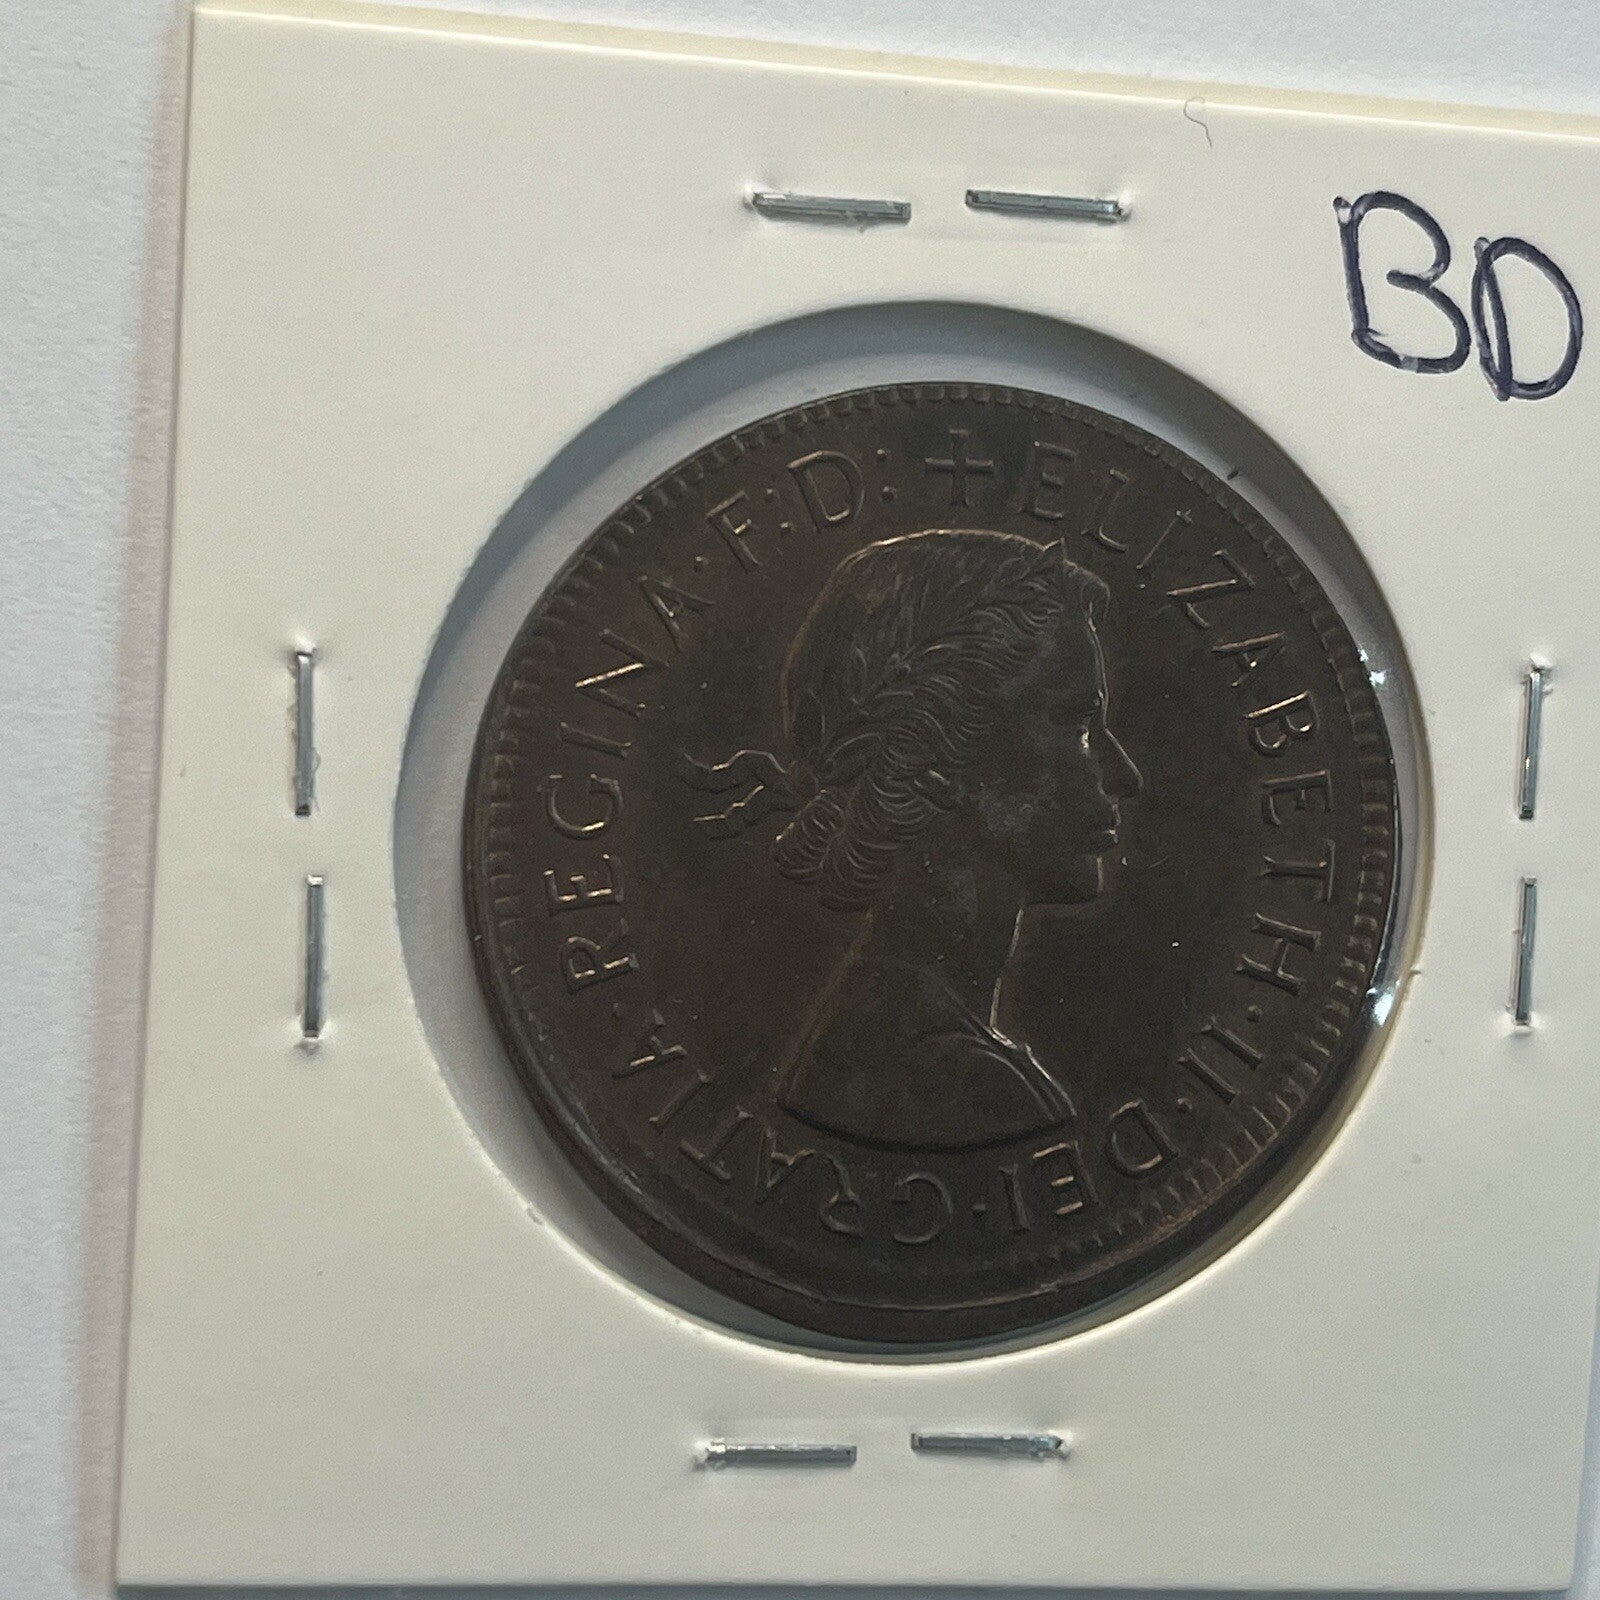 BD
+ ELIZABETH · II · DEI · GRATIA · REGINA · F : D :